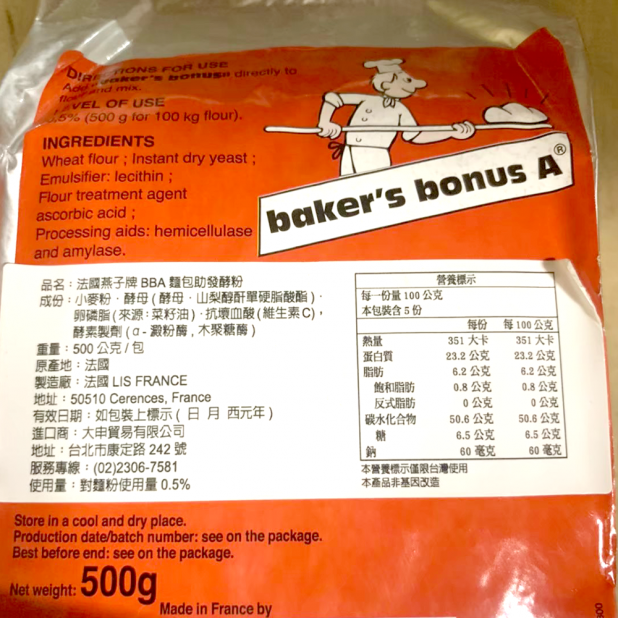 DIRECTIONS FOR USE
Add "baker's bonus" directly to
flour and mix.
LEVEL OF USE
0.5% (500 g for 100 kg flour).
INGREDIENTS
Wheat flour ; Instant dry yeast ;
Emulsifier: lecithin ;
Flour treatment agent
ascorbic acid ;
Processing aids: hemicellulase
and amylase.
baker's bonus A®
品名:法國燕子牌 BBA 麵包助發酵粉
成份:小麥粉、酵母(酵母、山梨醇酐單硬脂酸酯)、
卵磷脂(來源:菜籽油)、抗壞血酸(維生素C),
酵素製劑(α-澱粉酶,木聚糖酶)
重量:500公克/包
原產地:法國
製造廠:法國 LIS FRANCE
地址:50510 Cerences, France
有效日期:如包裝上標示(日 月 西元年)
進口商:大申貿易有限公司
地址:台北市康定路 242 號
服務專線:(02)2306-7581
使用量:對麵粉使用量 0.5%
營養標示
每一份量 100 公克
本包裝含 5 份
每份 每 100 公克
熱量 351 大卡 351 大卡
蛋白質 23.2 公克 23.2 公克
脂肪 6.2 公克 6.2 公克
飽和脂肪 0.8 公克 0.8 公克
反式脂肪 0 公克 0 公克
碳水化合物 50.6 公克 50.6 公克
糖 6.5 公克 6.5 公克
鈉 60 毫克 60 毫克
本營養標示僅限台灣使用
本產品非基因改造
Store in a cool and dry place.
Production date/batch number: see on the package.
Best before end: see on the package.
Net weight: 500g
Made in France by